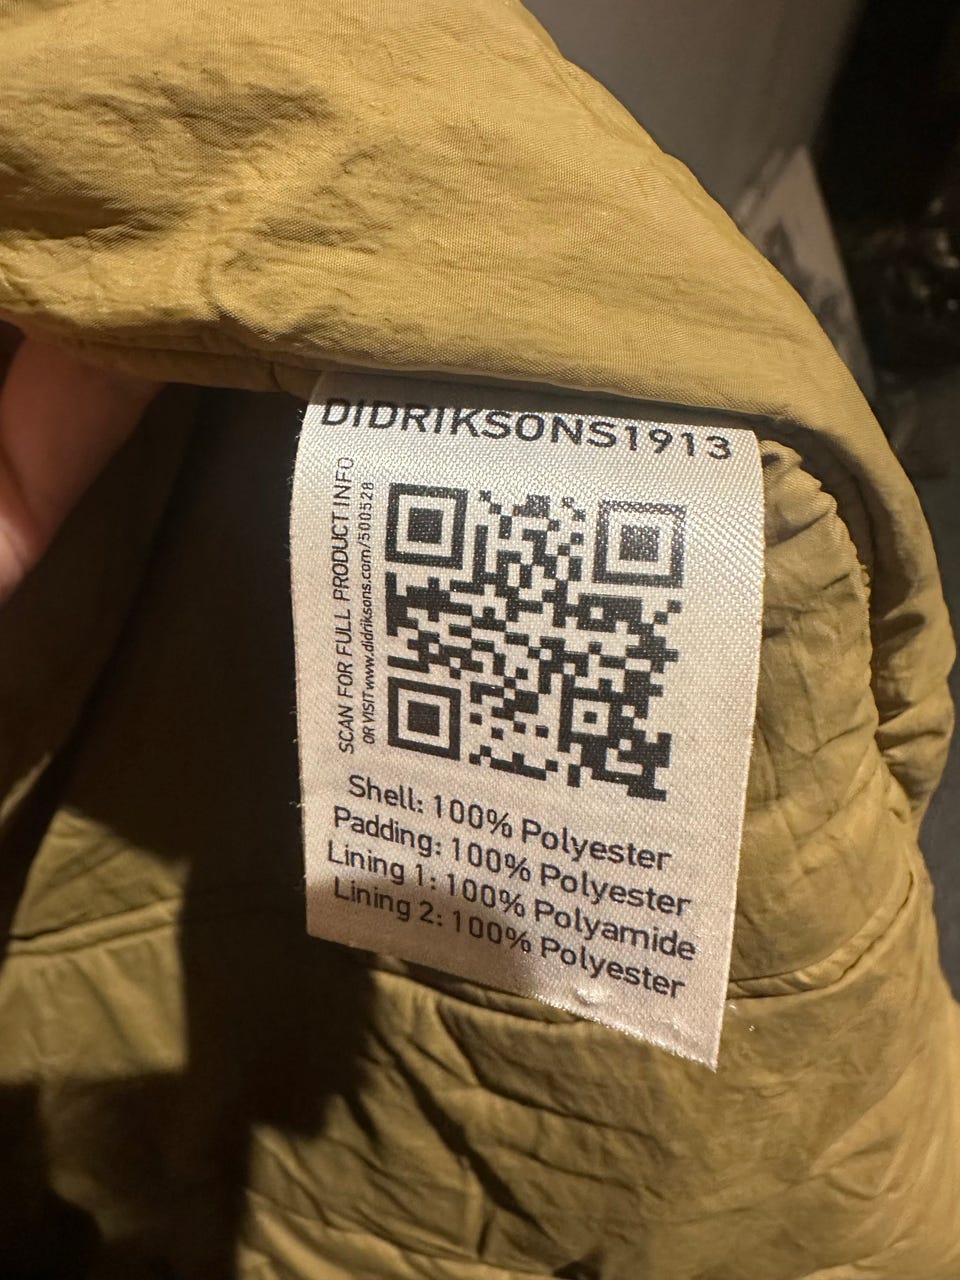 DIDRIKSONS1913
SCAN FOR FULL PRODUCT INFO
OR VISIT www.didriksons.com/500528
Shell: 100% Polyester
Padding: 100% Polyester
Lining 1: 100% Polyamide
Lining 2: 100% Polyester